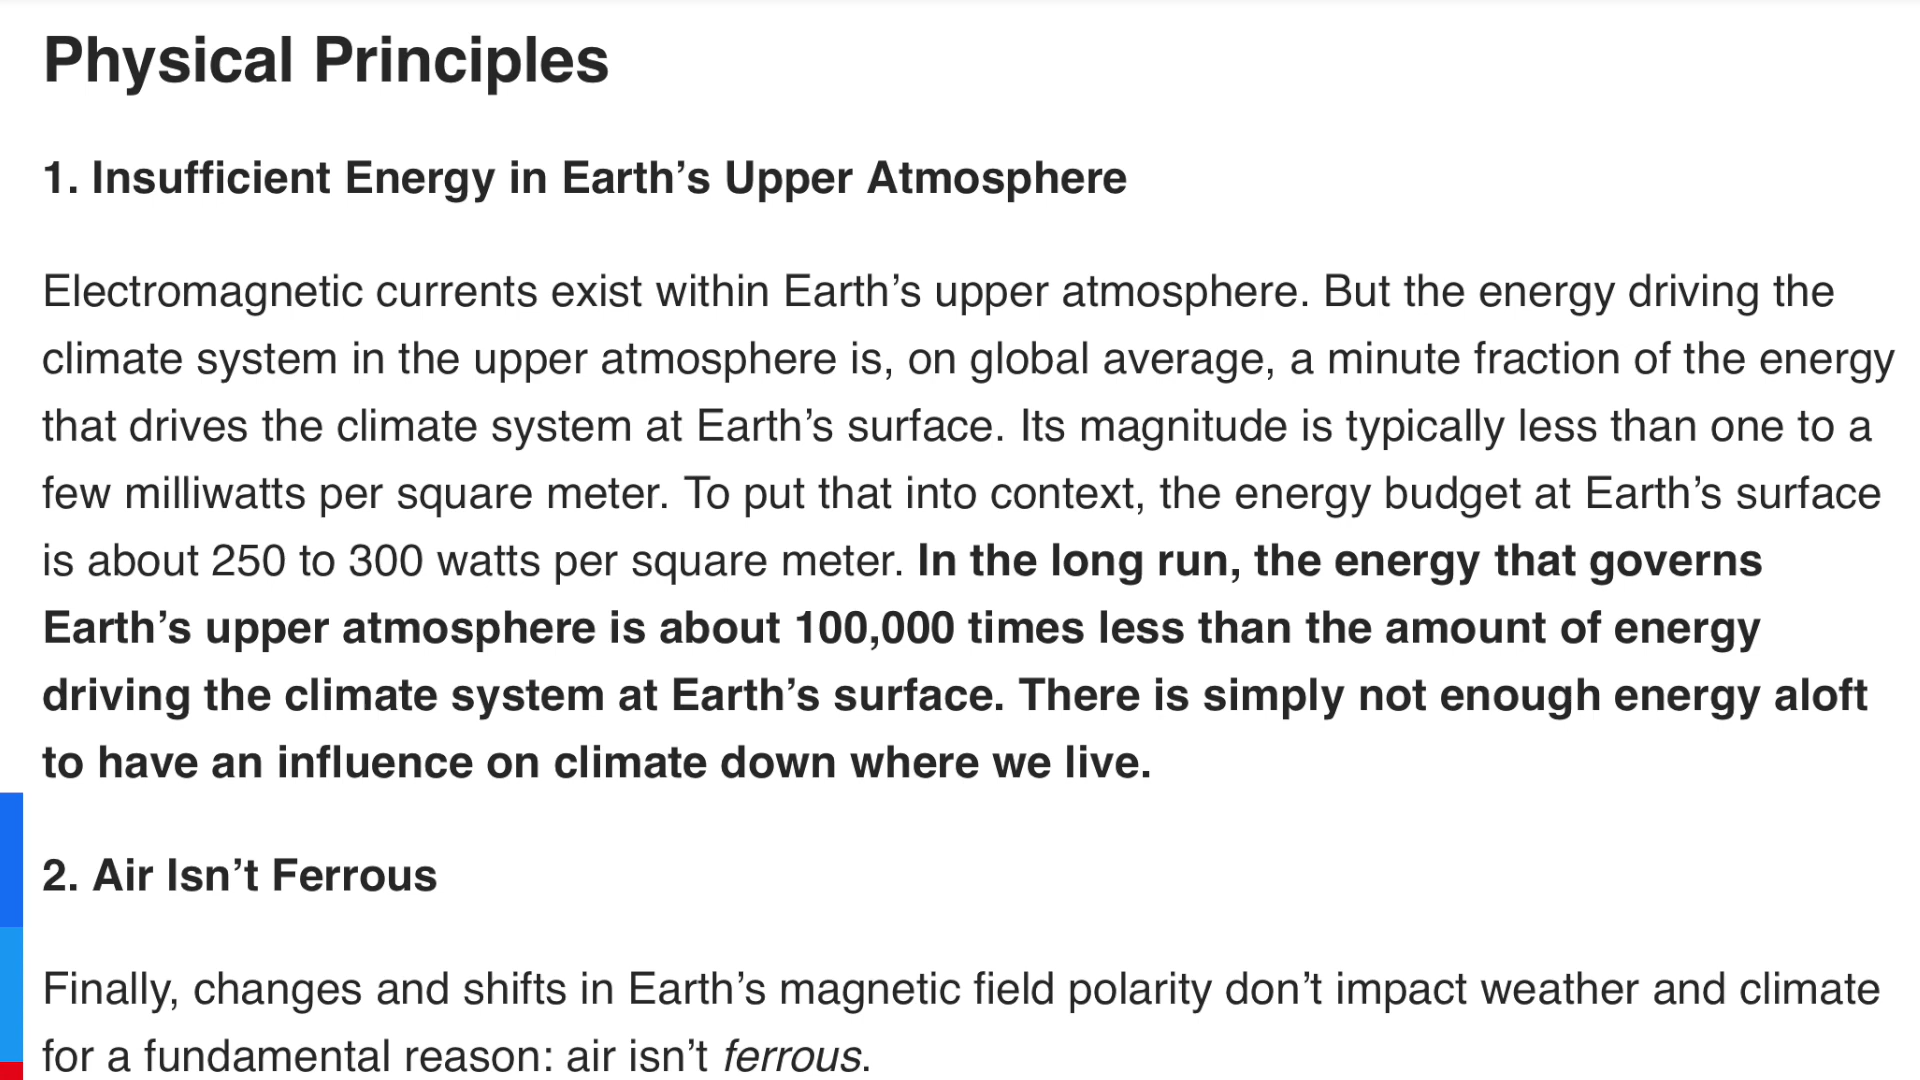 Physical Principles
1. Insufficient Energy in Earth’s Upper Atmosphere
Electromagnetic currents exist within Earth’s upper atmosphere. But the energy driving the
climate system in the upper atmosphere is, on global average, a minute fraction of the energy
that drives the climate system at Earth’s surface. Its magnitude is typically less than one to a
few milliwatts per square meter. To put that into context, the energy budget at Earth’s surface
is about 250 to 300 watts per square meter. In the long run, the energy that governs
Earth’s upper atmosphere is about 100,000 times less than the amount of energy
driving the climate system at Earth’s surface. There is simply not enough energy aloft
to have an influence on climate down where we live.
2. Air Isn’t Ferrous
Finally, changes and shifts in Earth’s magnetic field polarity don’t impact weather and climate
for a fundamental reason: air isn’t ferrous.